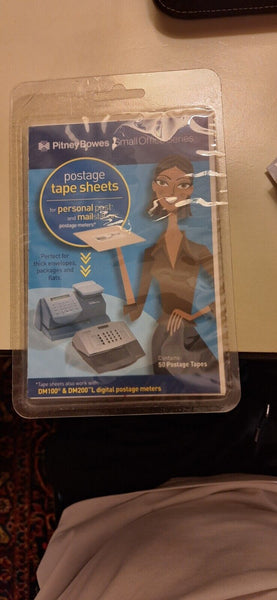 Pitney Bowes Small Office Series
postage
tape sheets
for personal post
and mailstation
postage meters*
Perfect for
thick envelopes,
packages and
flats.
Contains:
50 Postage Tapes
*Tape sheets also work with:
DM100® & DM200™L digital postage meters